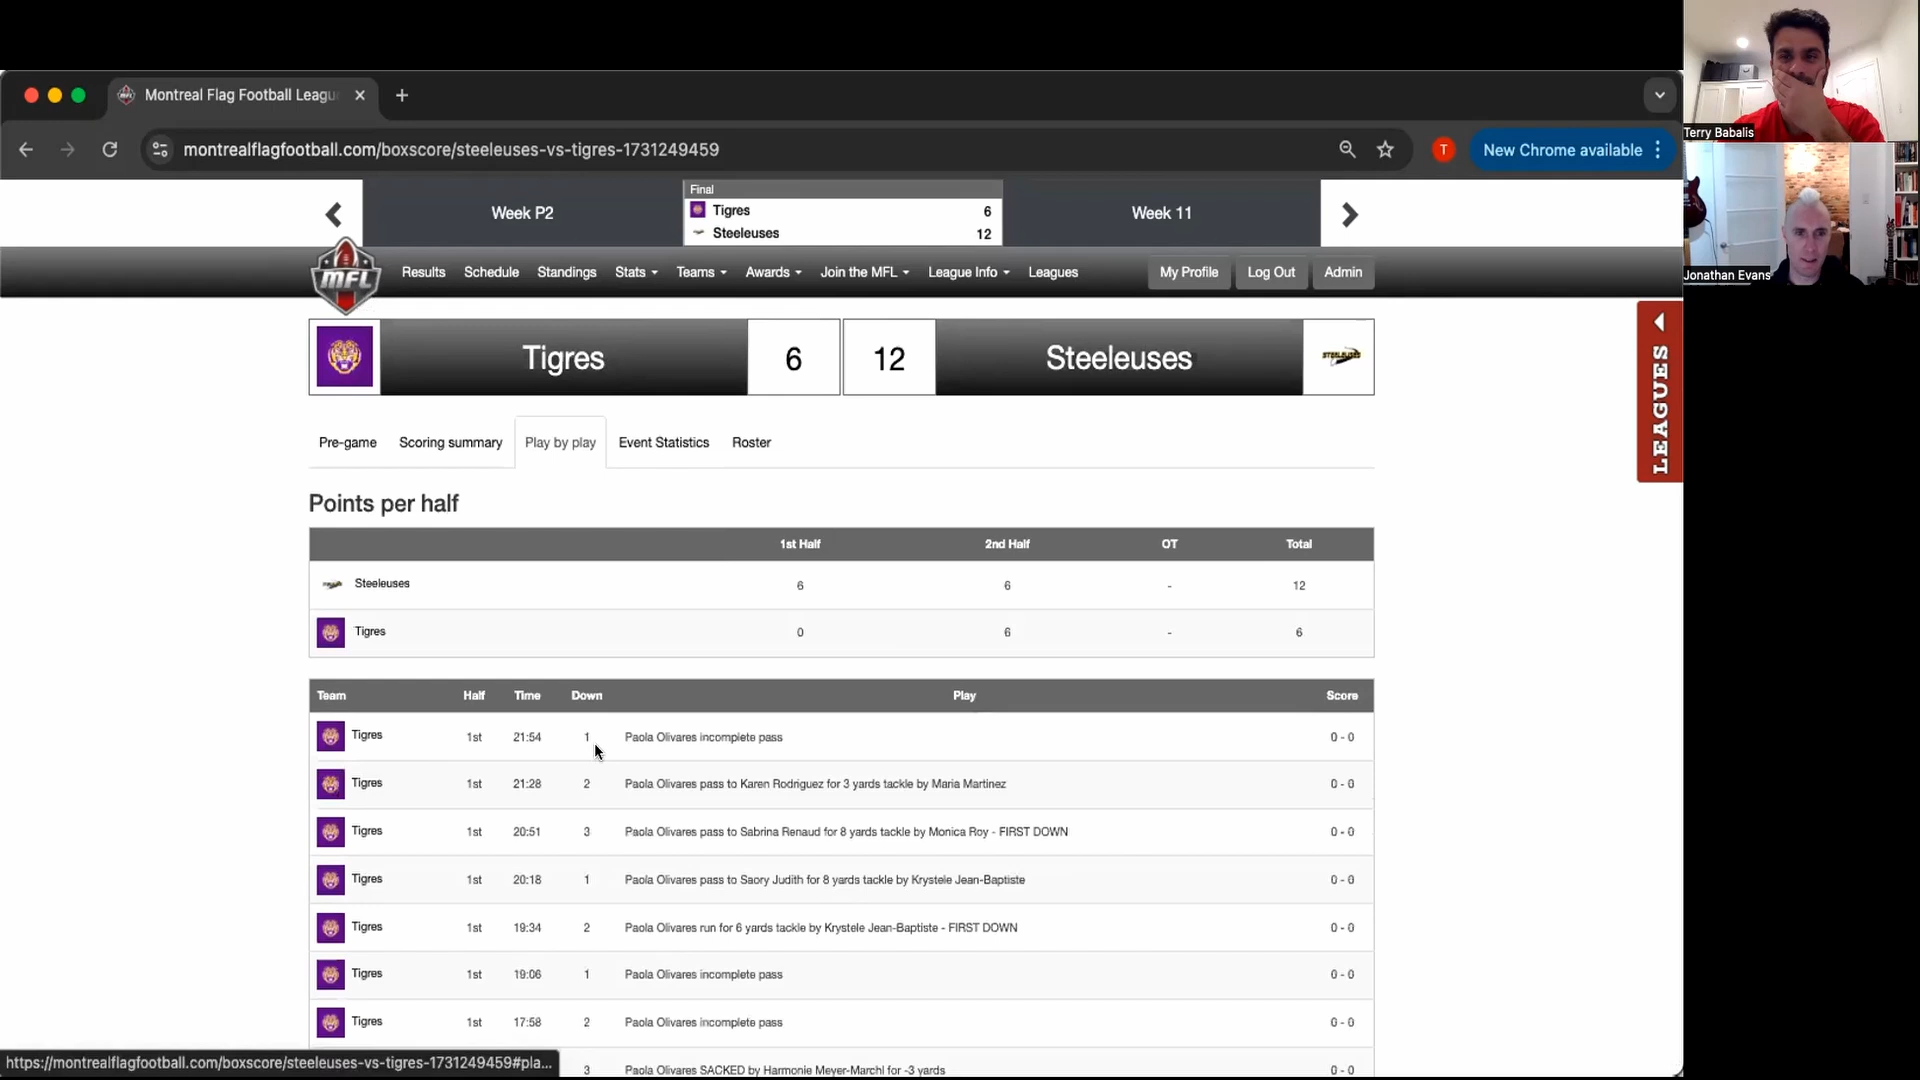 Montreal Flag Football Leagu
montrealflagfootball.com/boxscore/steeleuses-vs-tigres-1731249459
T
New Chrome available
Terry Babalis
Jonathan Evans
Week P2
Final
Tigres 6
Steeleuses 12
Week 11
MFL
Results Schedule Standings Stats Teams Awards Join the MFL League Info Leagues My Profile Log Out Admin
LEAGUES
Tigres 6 12 Steeleuses
STEELEUSES
Pre-game Scoring summary Play by play Event Statistics Roster
Points per half
1st Half 2nd Half OT Total
Steeleuses 6 6 - 12
Tigres 0 6 - 6
Team Half Time Down Play Score
Tigres 1st 21:54 1 Paola Olivares incomplete pass 0 - 0
Tigres 1st 21:28 2 Paola Olivares pass to Karen Rodriguez for 3 yards tackle by Maria Martinez 0 - 0
Tigres 1st 20:51 3 Paola Olivares pass to Sabrina Renaud for 8 yards tackle by Monica Roy - FIRST DOWN 0 - 0
Tigres 1st 20:18 1 Paola Olivares pass to Saory Judith for 8 yards tackle by Krystele Jean-Baptiste 0 - 0
Tigres 1st 19:34 2 Paola Olivares run for 6 yards tackle by Krystele Jean-Baptiste - FIRST DOWN 0 - 0
Tigres 1st 19:06 1 Paola Olivares incomplete pass 0 - 0
Tigres 1st 17:58 2 Paola Olivares incomplete pass 0 - 0
3 Paola Olivares SACKED by Harmonie Meyer-Marchl for -3 yards 0 - 0
https://montrealflagfootball.com/boxscore/steeleuses-vs-tigres-1731249459#pla...